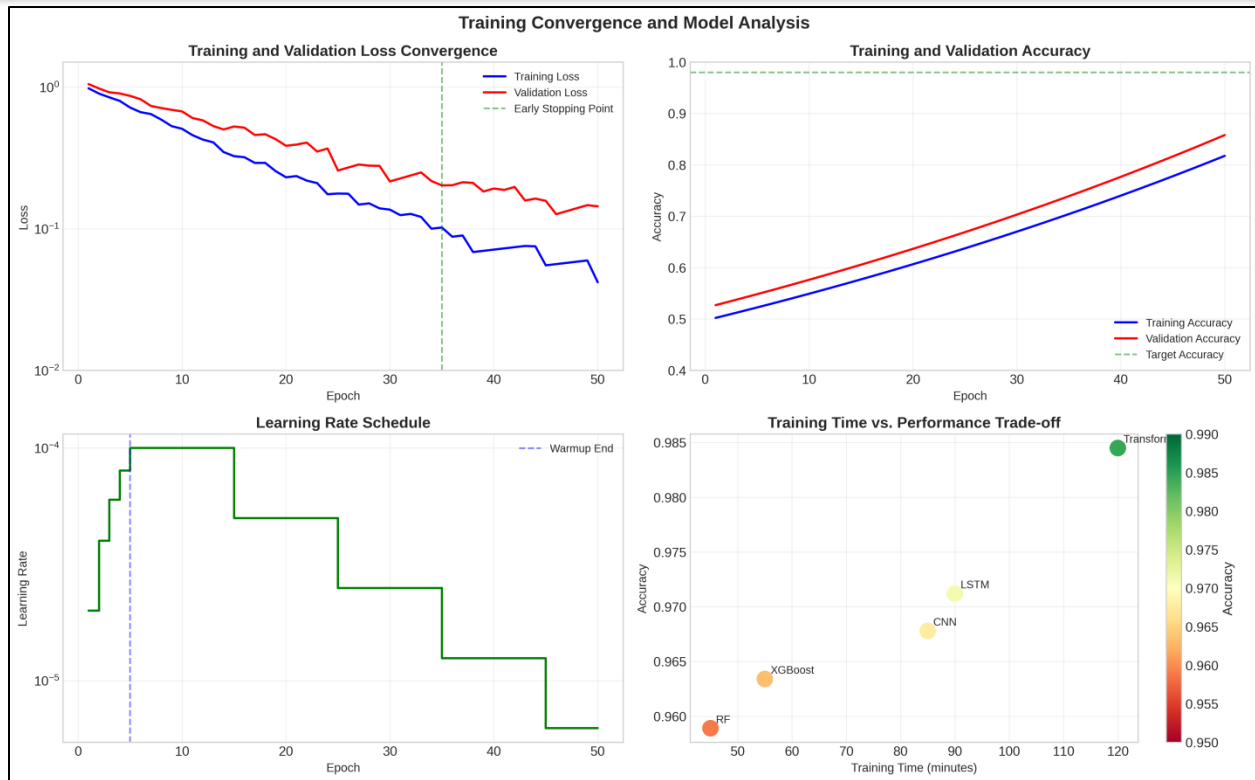 Training Convergence and Model Analysis
Training and Validation Loss Convergence
Training Loss
Validation Loss
Early Stopping Point
10⁰
10⁻¹
10⁻²
Loss
0 10 20 30 40 50
Epoch
Training and Validation Accuracy
1.0
0.9
0.8
0.7
0.6
0.5
0.4
Accuracy
Training Accuracy
Validation Accuracy
Target Accuracy
0 10 20 30 40 50
Epoch
Learning Rate Schedule
Warmup End
10⁻⁴
10⁻⁵
Learning Rate
0 10 20 30 40 50
Epoch
Training Time vs. Performance Trade-off
0.985
0.980
0.975
0.970
0.965
0.960
Accuracy
Transform
LSTM
CNN
XGBoost
RF
50 60 70 80 90 100 110 120
Training Time (minutes)
0.990
0.985
0.980
0.975
0.970
0.965
0.960
0.955
0.950
Accuracy